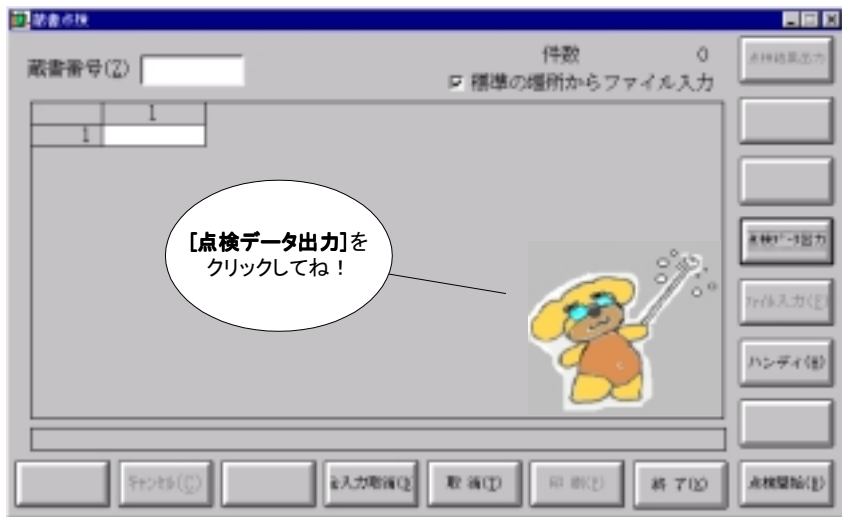 蔵書点検
蔵書番号(Z)
件数 0
標準の場所からファイル入力
点検結果出力
1
1
[点検データ出力]を
クリックしてね！
点検ﾃﾞｰﾀ出力
ﾌｧｲﾙ入力(F)
ハンディ(H)
キャンセル(C)
全入力取消(Q)
取 消(T)
印 刷(P)
終 了(X)
点検開始(B)